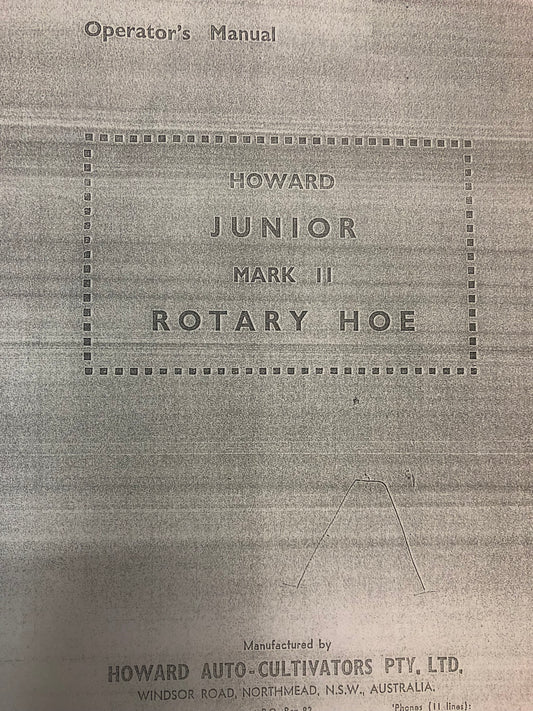 Operator's Manual
HOWARD
JUNIOR
MARK II
ROTARY HOE
Manufactured by
HOWARD AUTO-CULTIVATORS PTY. LTD.
WINDSOR ROAD, NORTHMEAD, N.S.W., AUSTRALIA.
'Phones (11 lines):